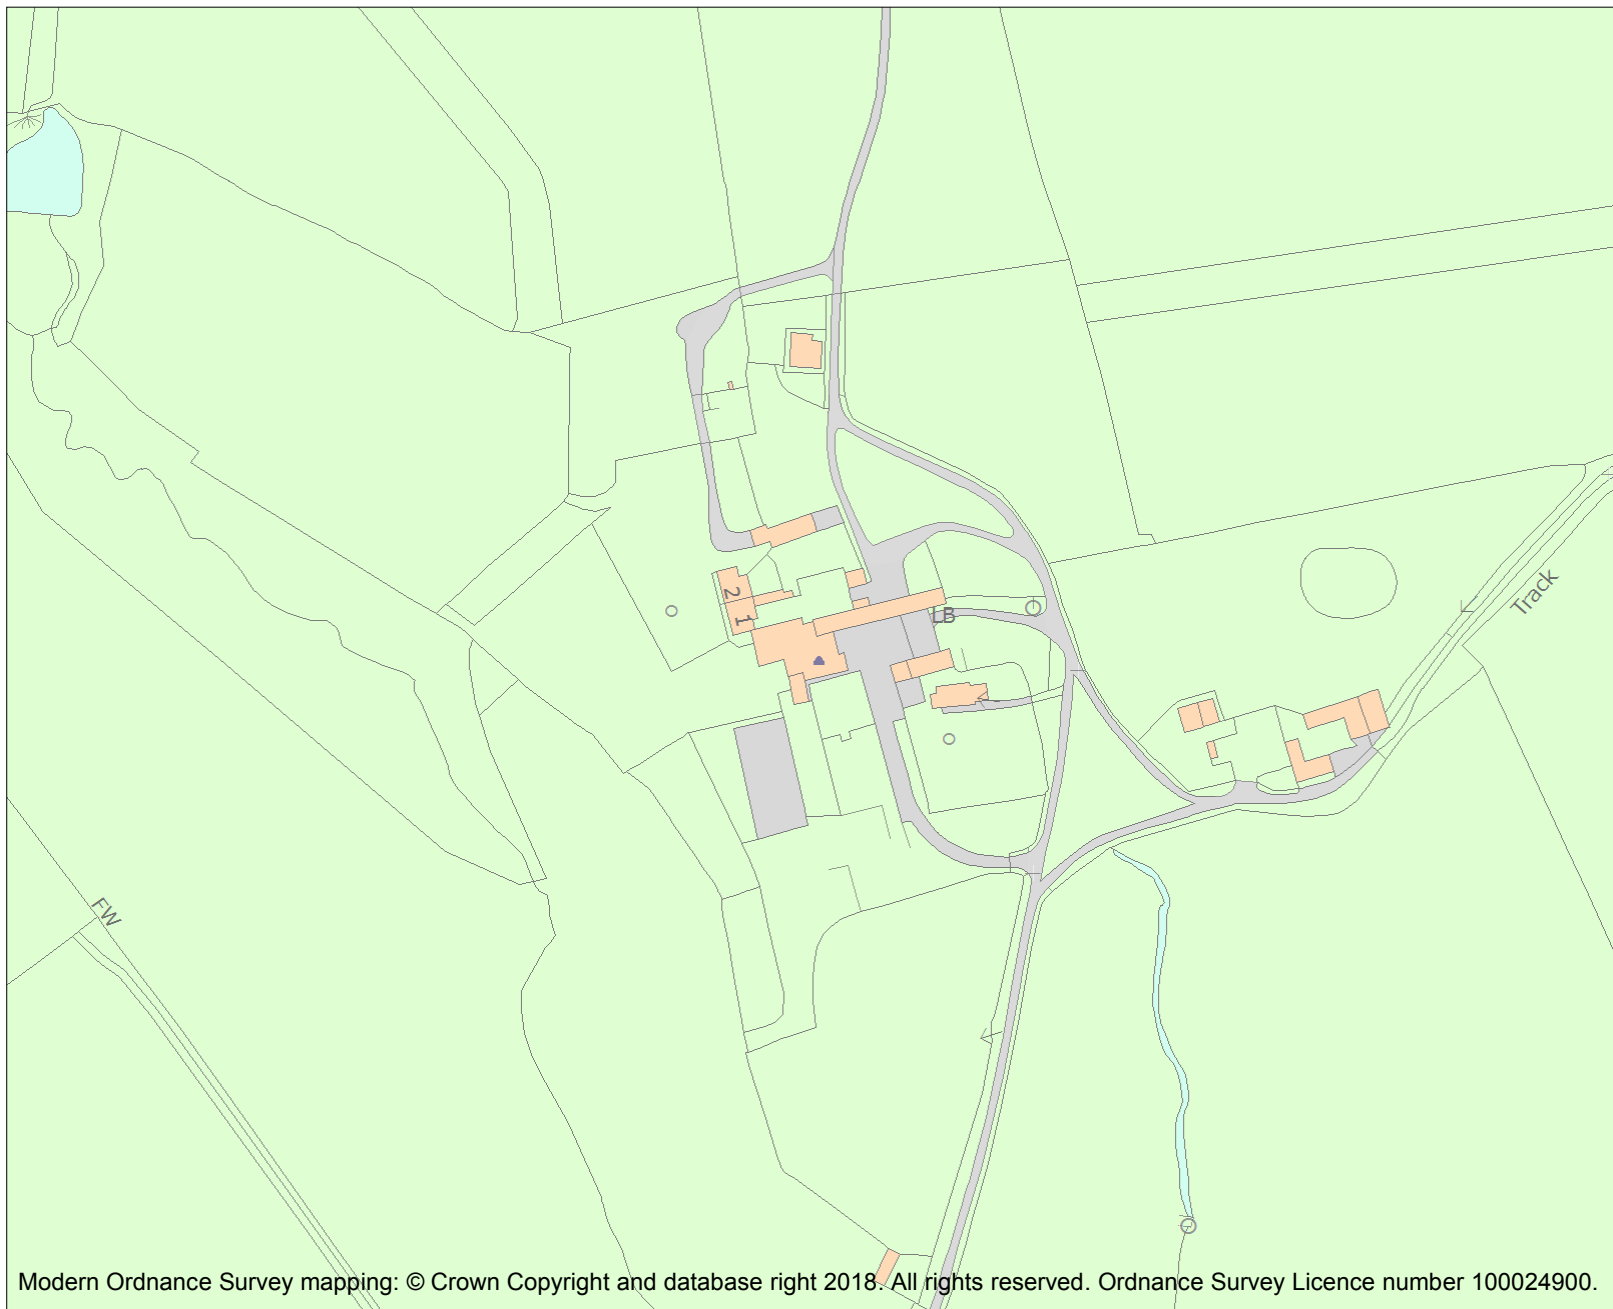 Track
2
1
LB
FW
Modern Ordnance Survey mapping: © Crown Copyright and database right 2018. All rights reserved. Ordnance Survey Licence number 100024900.